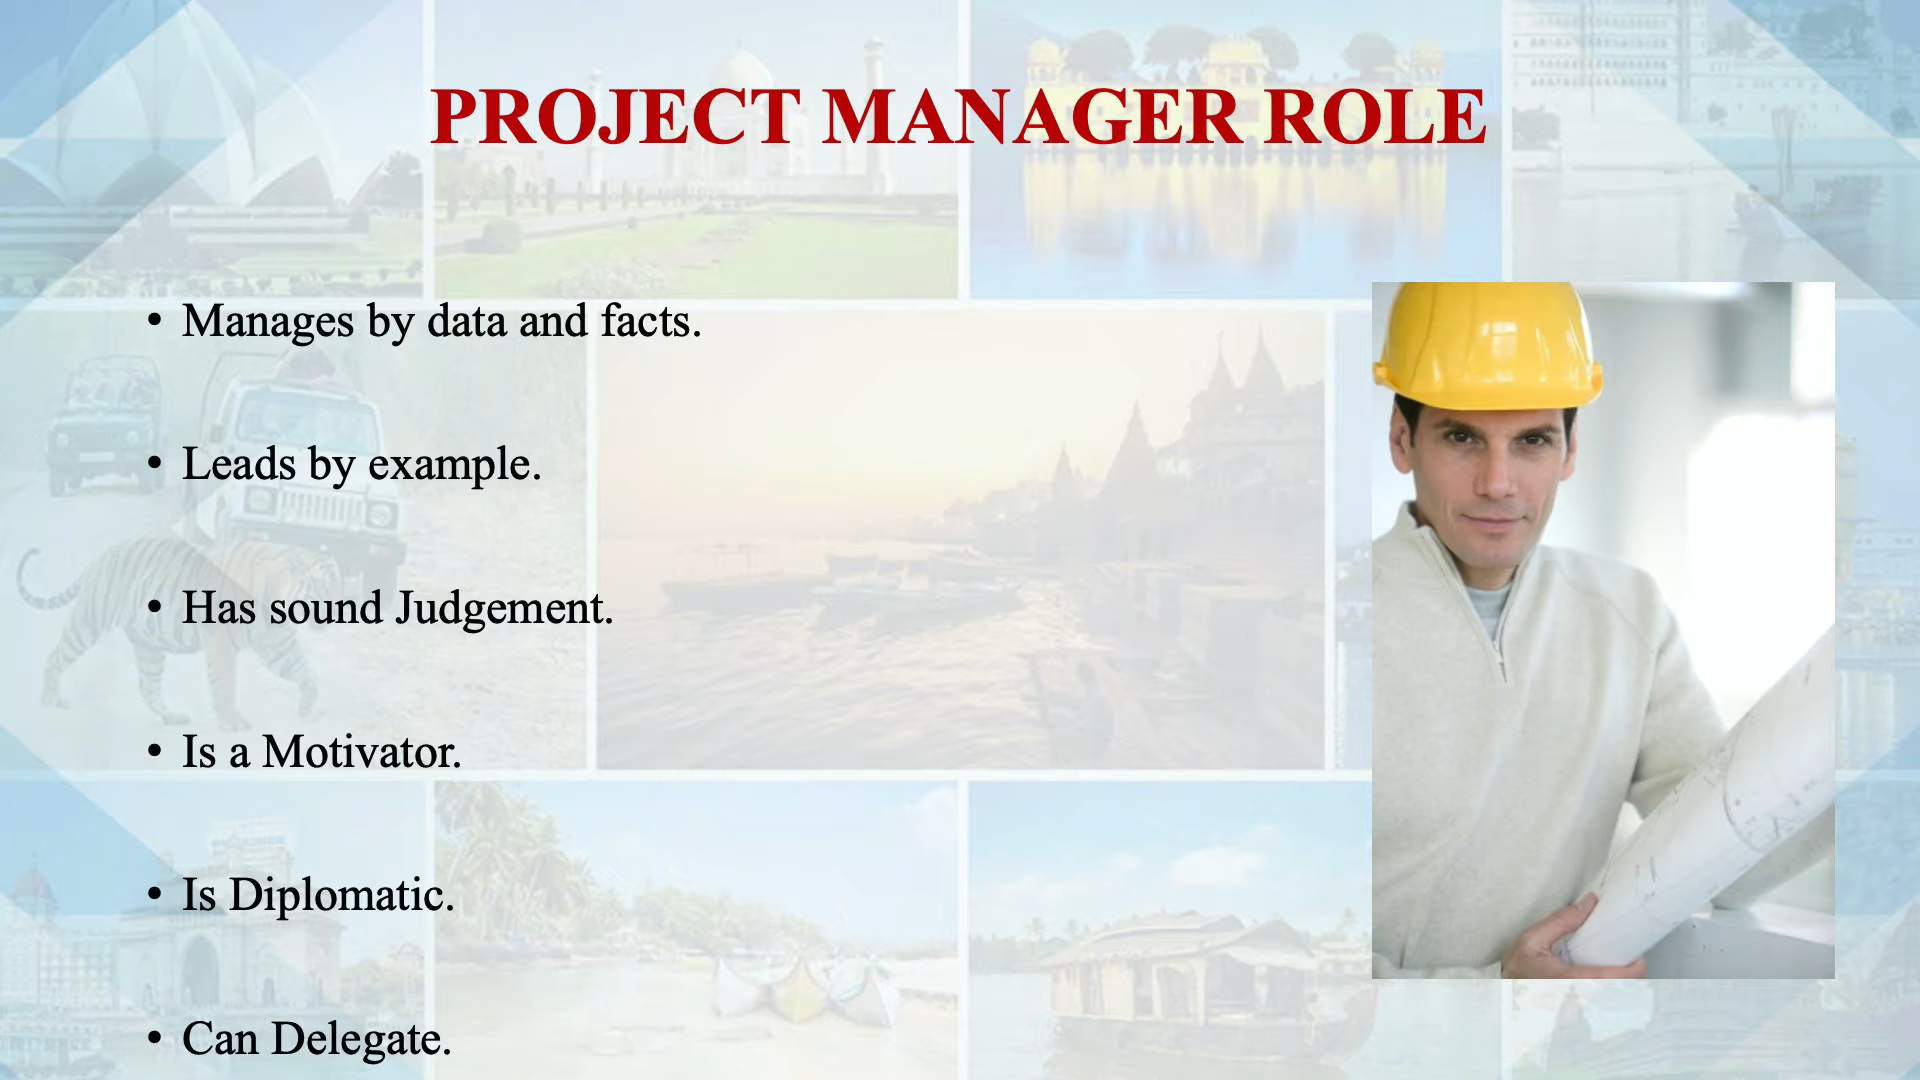 PROJECT MANAGER ROLE
• Manages by data and facts.
• Leads by example.
• Has sound Judgement.
• Is a Motivator.
• Is Diplomatic.
• Can Delegate.